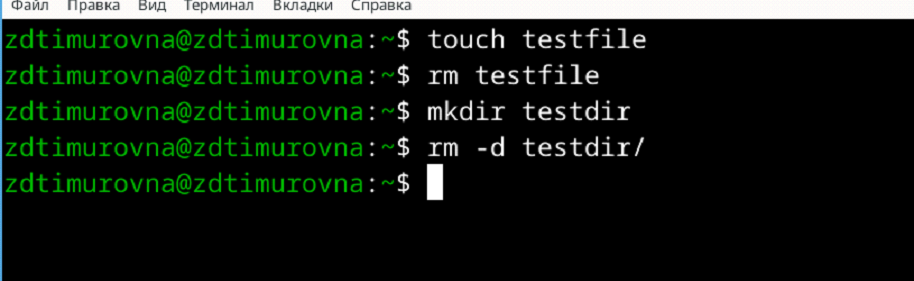 Файл Правка Вид Терминал Вкладки Справка
zdtimurovna@zdtimurovna:~$ touch testfile
zdtimurovna@zdtimurovna:~$ rm testfile
zdtimurovna@zdtimurovna:~$ mkdir testdir
zdtimurovna@zdtimurovna:~$ rm -d testdir/
zdtimurovna@zdtimurovna:~$